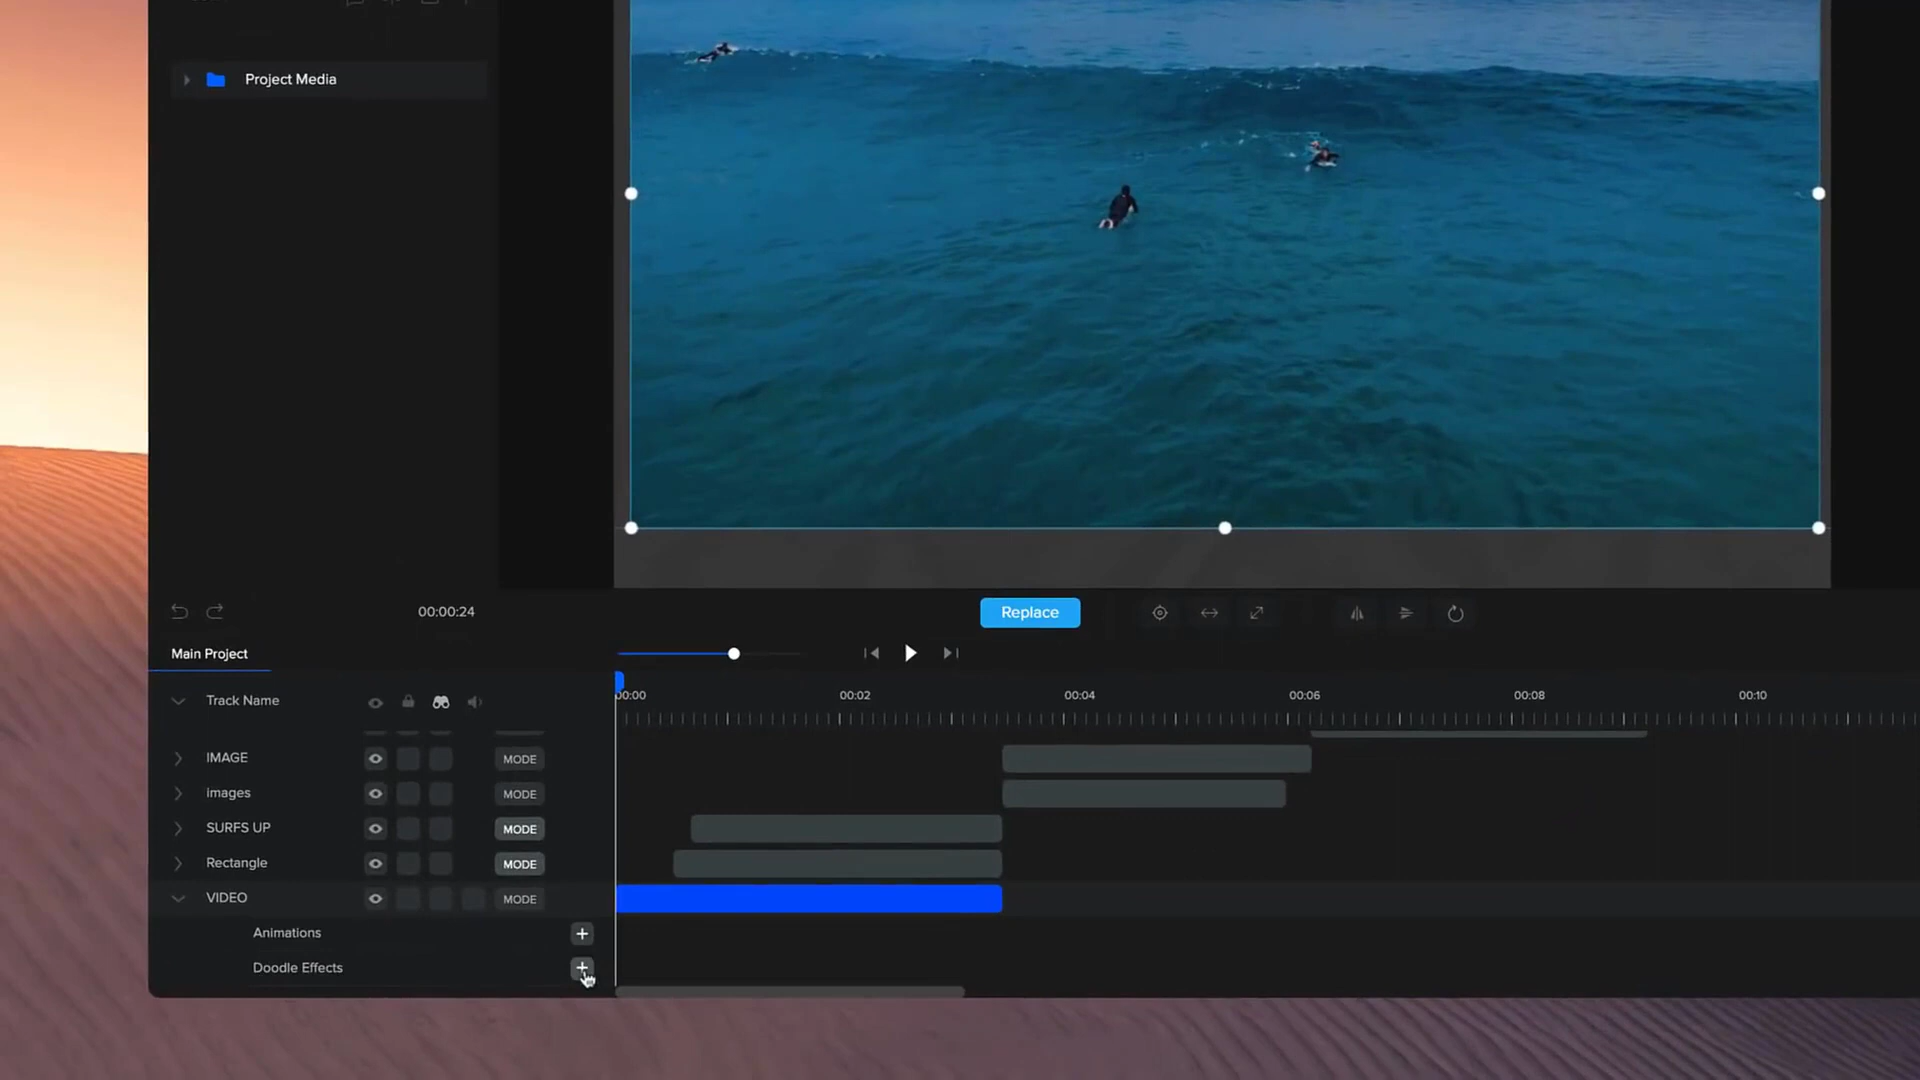 Project Media
00:00:24
Replace
Main Project
Track Name
00:00 00:02 00:04 00:06 00:08 00:10
IMAGE MODE
images MODE
SURFS UP MODE
Rectangle MODE
VIDEO MODE
Animations
Doodle Effects